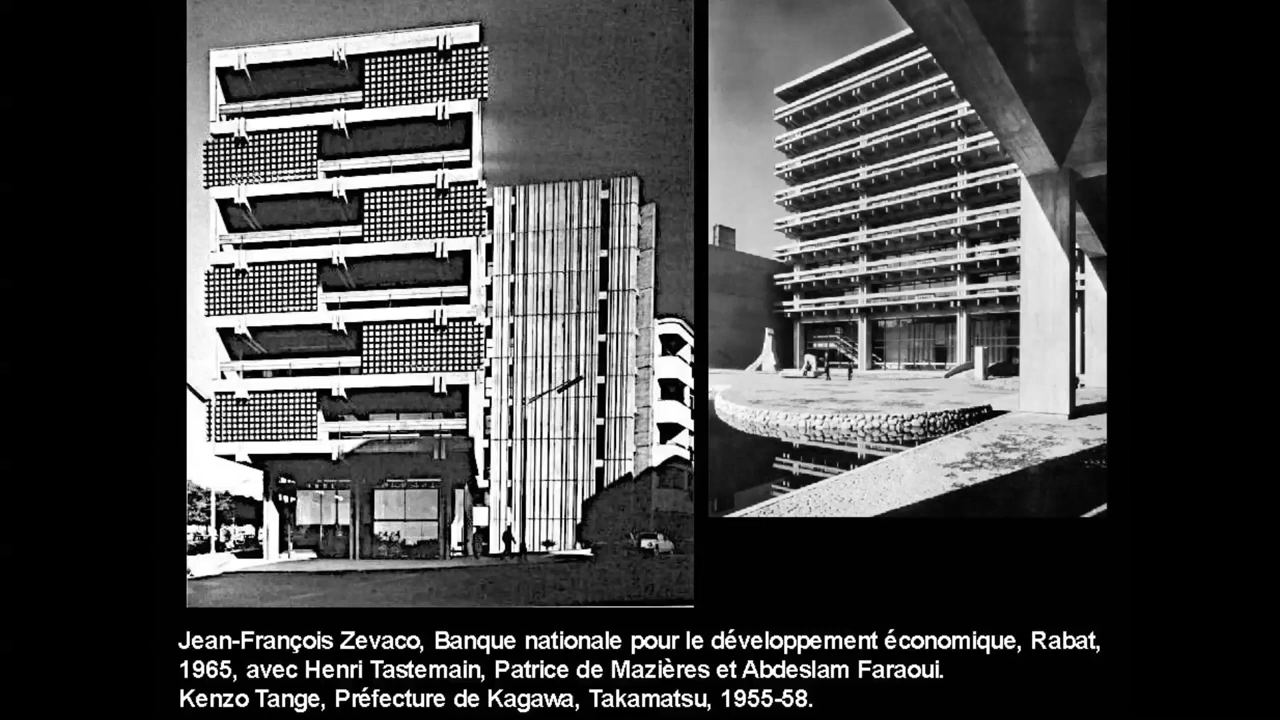 Jean-François Zevaco, Banque nationale pour le développement économique, Rabat,
1965, avec Henri Tastemain, Patrice de Mazières et Abdeslam Faraoui.
Kenzo Tange, Préfecture de Kagawa, Takamatsu, 1955-58.